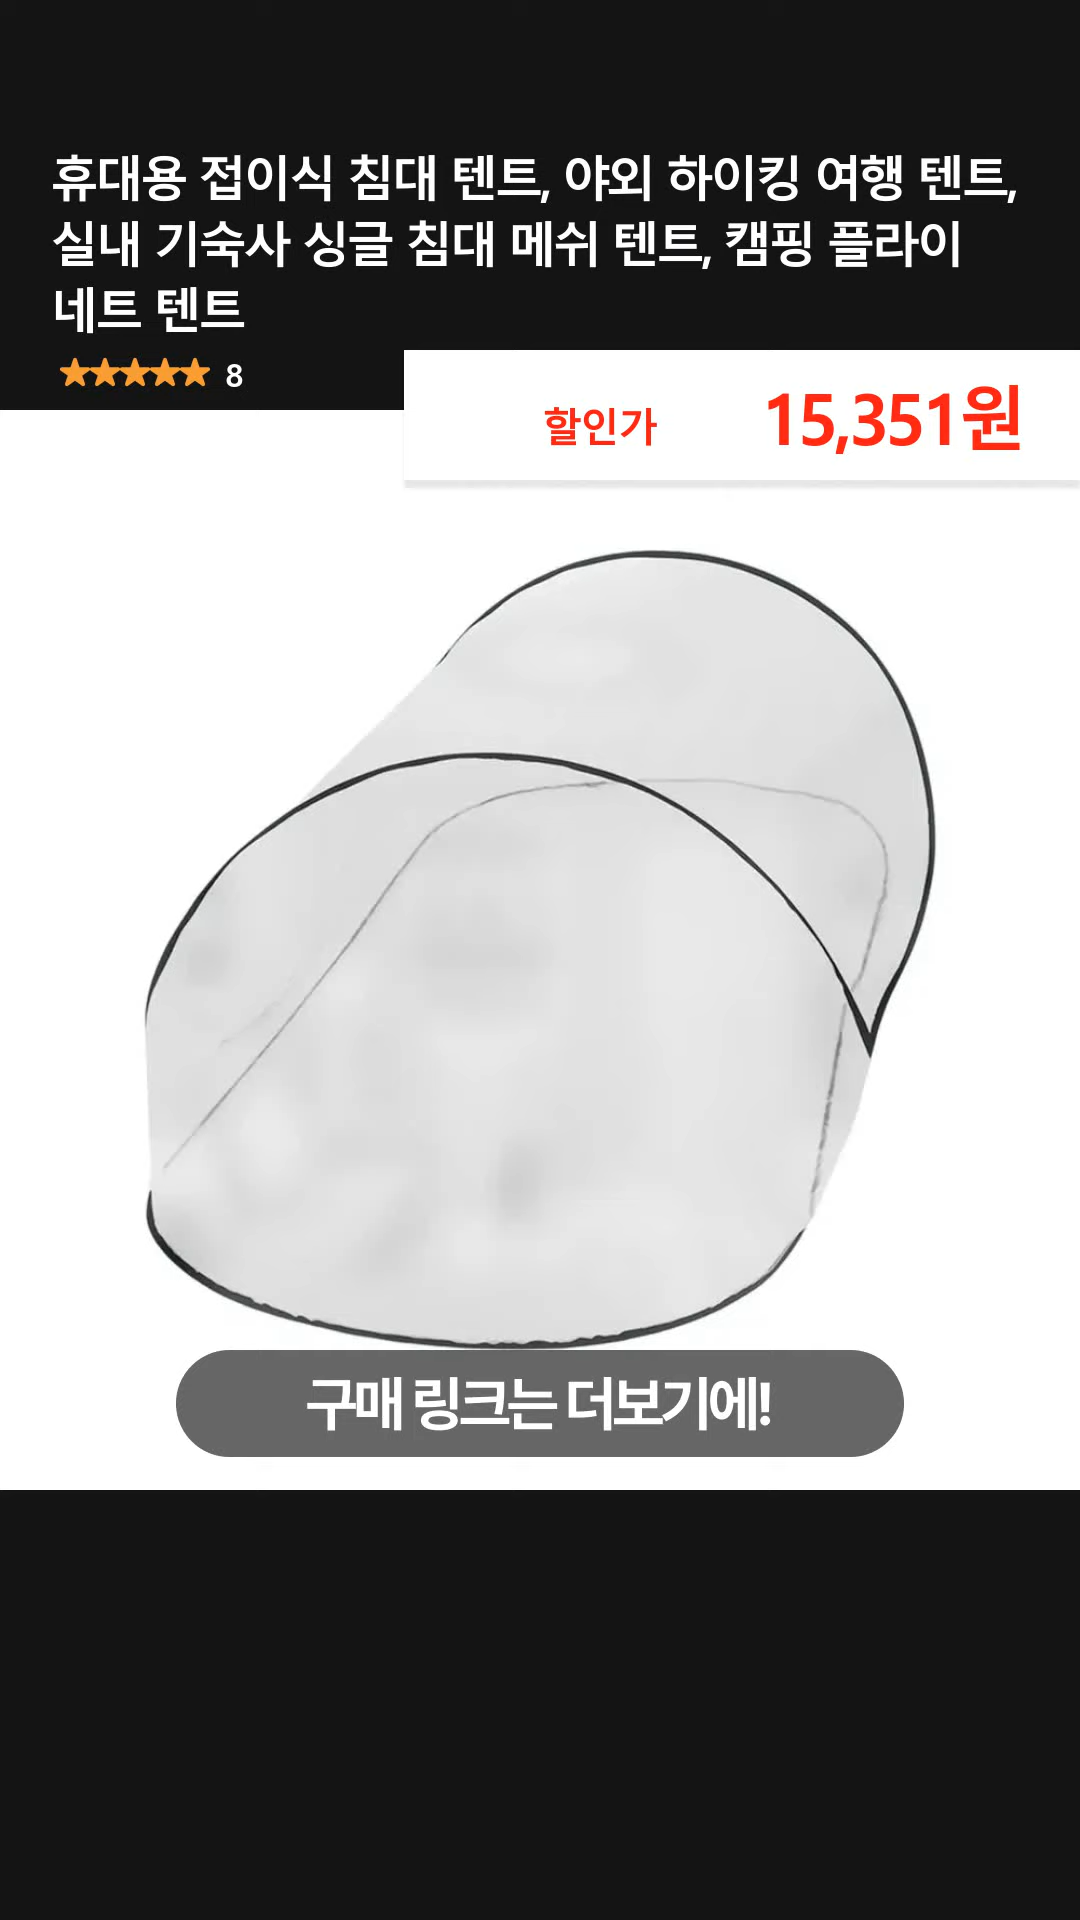 휴대용 접이식 침대 텐트, 야외 하이킹 여행 텐트,
실내 기숙사 싱글 침대 메쉬 텐트, 캠핑 플라이
네트 텐트
★★★★★ 8
할인가 15,351원
구매 링크는 더보기에!